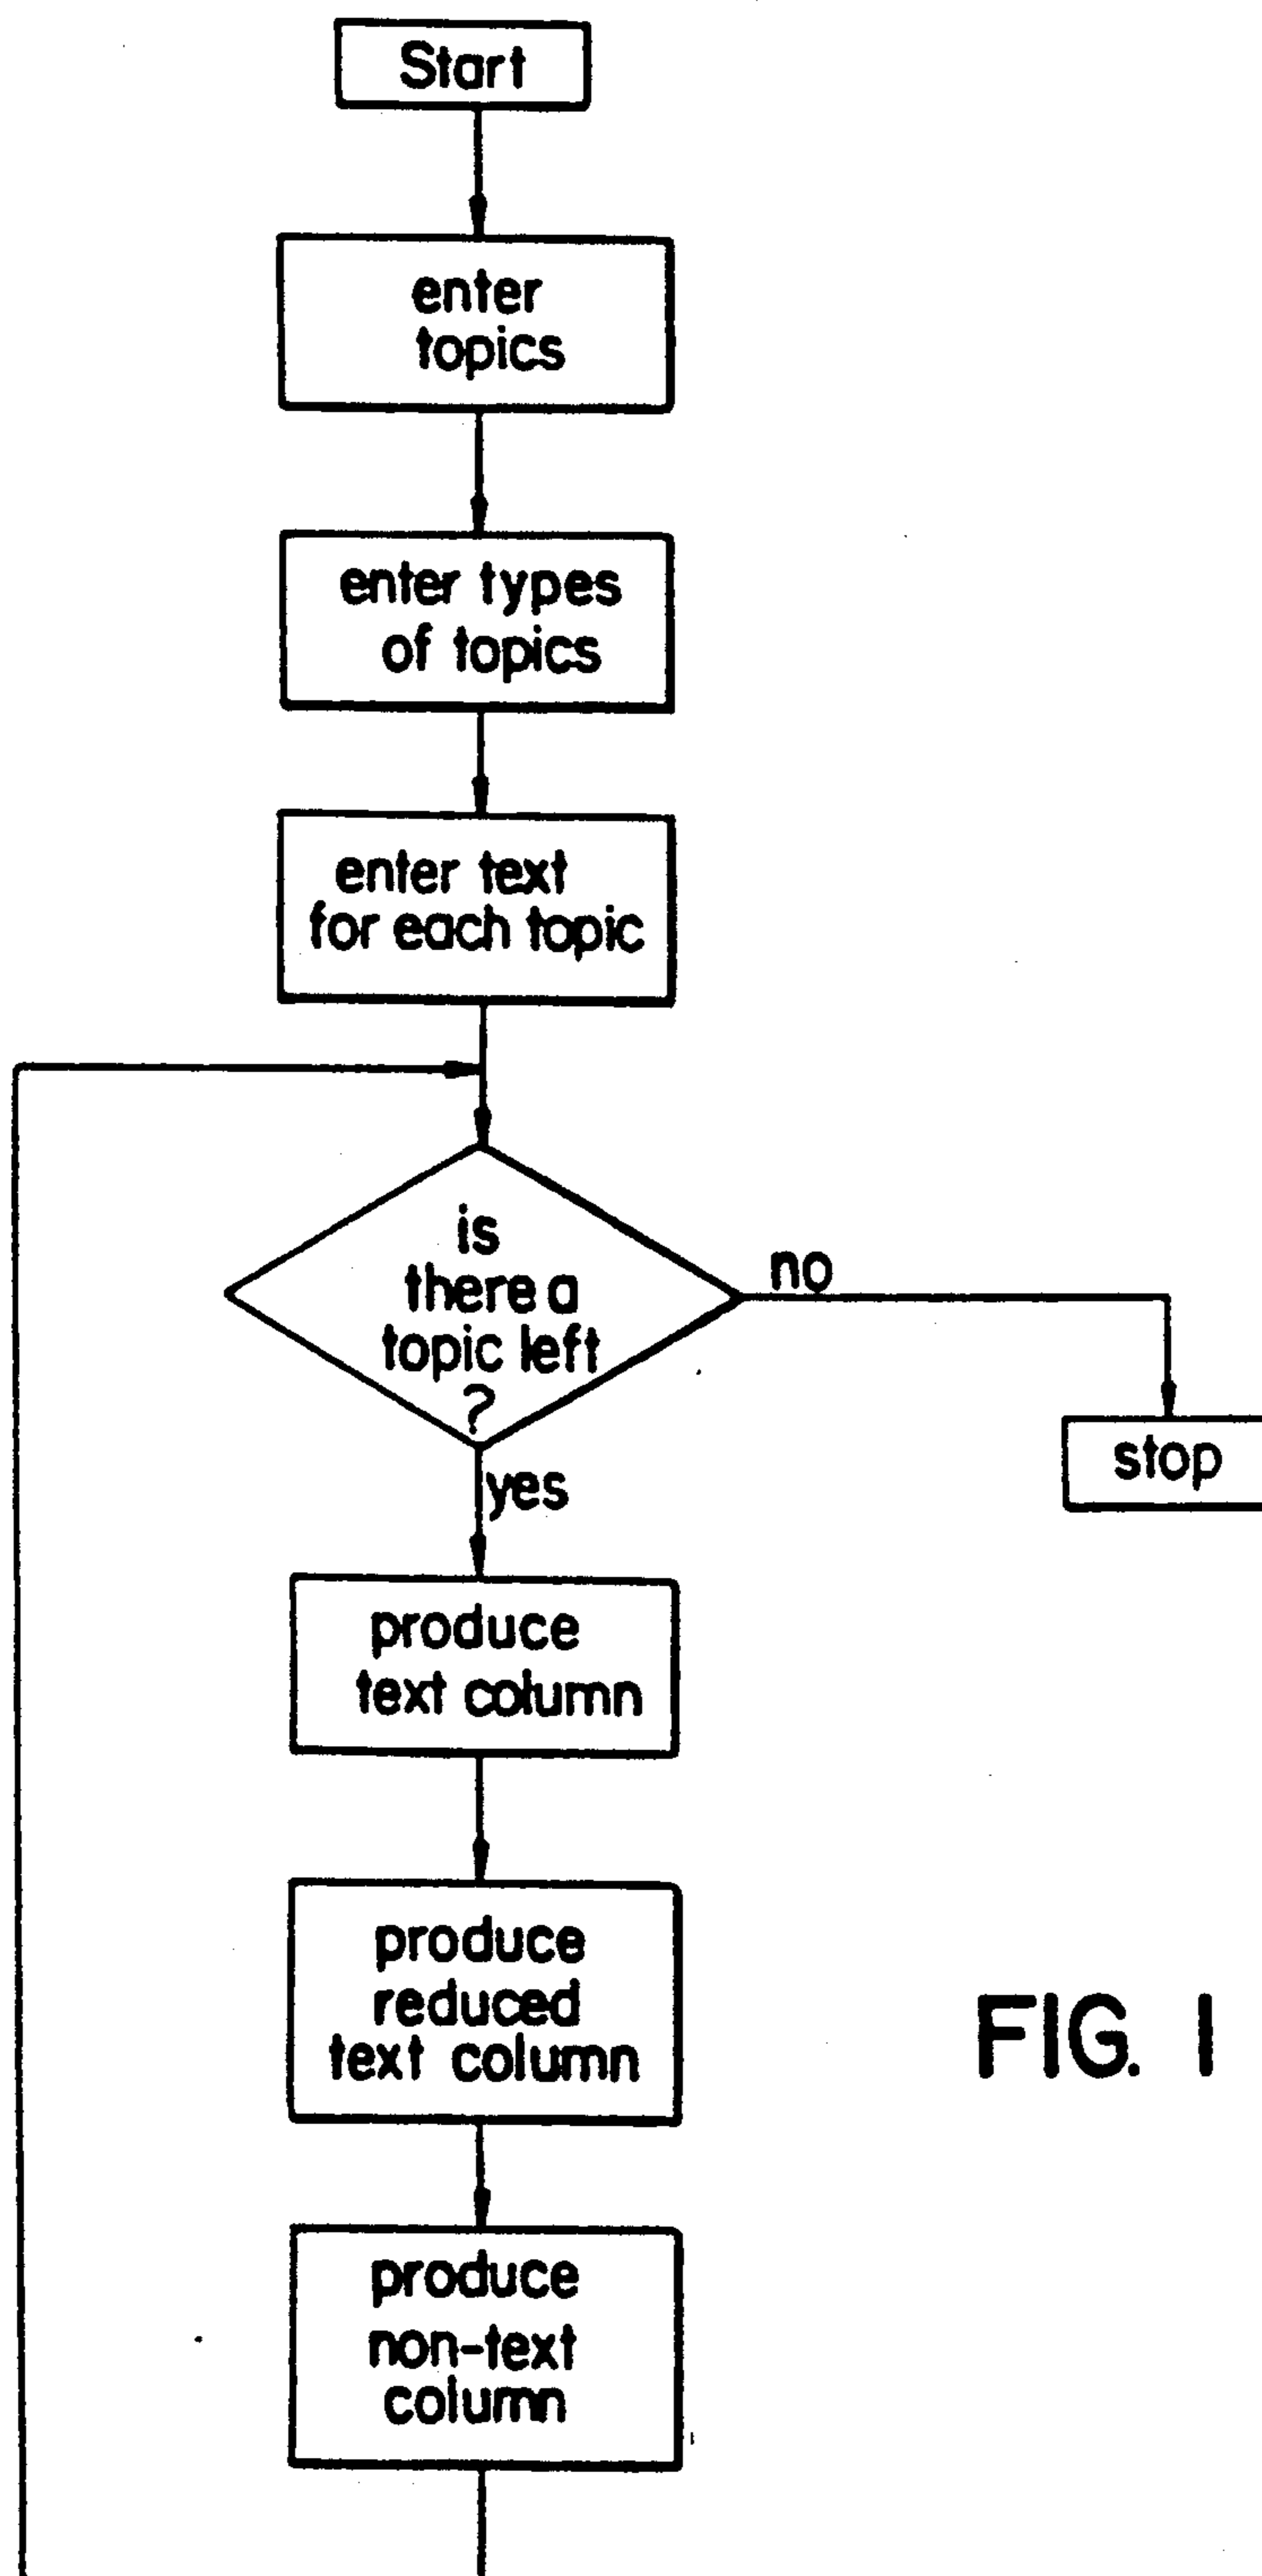 Start
enter
topics
enter types
of topics
enter text
for each topic
is
there a
topic left
?
no
stop
yes
produce
text column
produce
reduced
text column
produce
non-text
column
FIG. 1